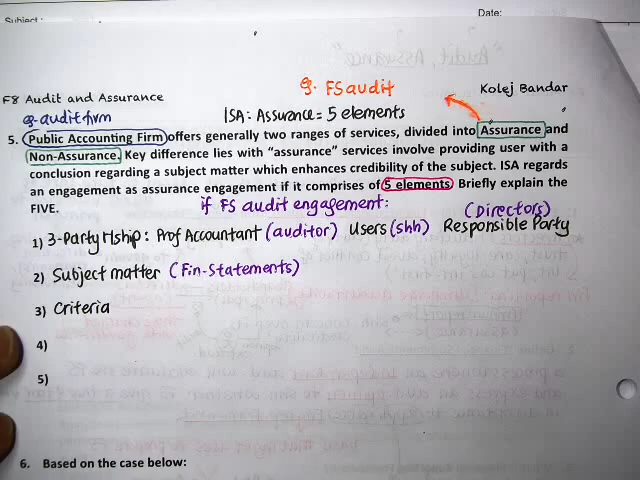 Date:
Subject:
eg. FS audit
F8 Audit and Assurance
Kolej Bandar
eg. audit firm
ISA: Assurance = 5 elements
5. Public Accounting Firm offers generally two ranges of services, divided into Assurance and
Non-Assurance. Key difference lies with "assurance" services involve providing user with a
conclusion regarding a subject matter which enhances credibility of the subject. ISA regards
an engagement as assurance engagement if it comprises of 5 elements. Briefly explain the
FIVE.
if FS audit engagement:
(Directors)
1) 3-Party r/ship: Prof Accountant (auditor) Users (shh) Responsible Party
2) Subject matter (Fin-Statements)
3) Criteria
4)
5)
6. Based on the case below: